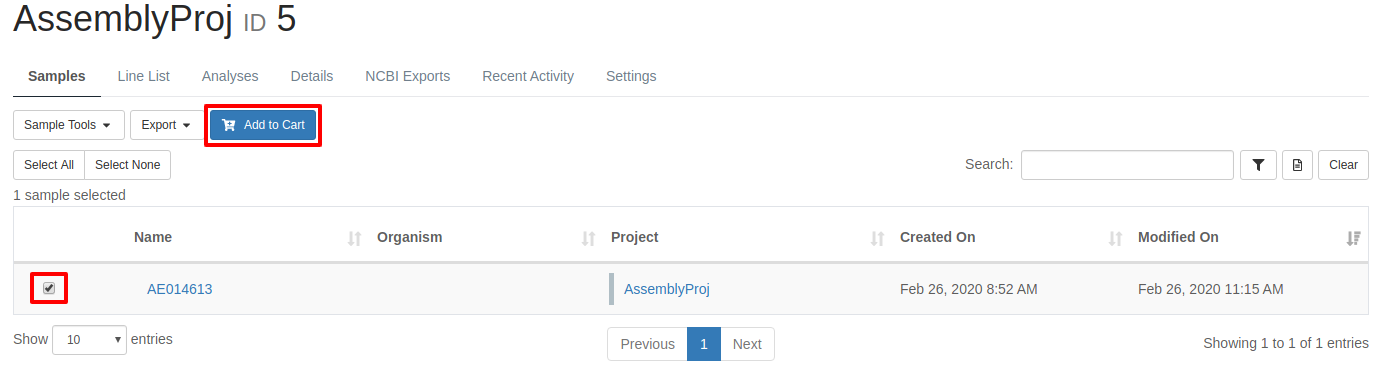 AssemblyProj ID 5
Samples Line List Analyses Details NCBI Exports Recent Activity Settings
Sample Tools Export Add to Cart
Select All Select None Search: Clear
1 sample selected
Name Organism Project Created On Modified On
AE014613 AssemblyProj Feb 26, 2020 8:52 AM Feb 26, 2020 11:15 AM
Show 10 entries Previous 1 Next Showing 1 to 1 of 1 entries